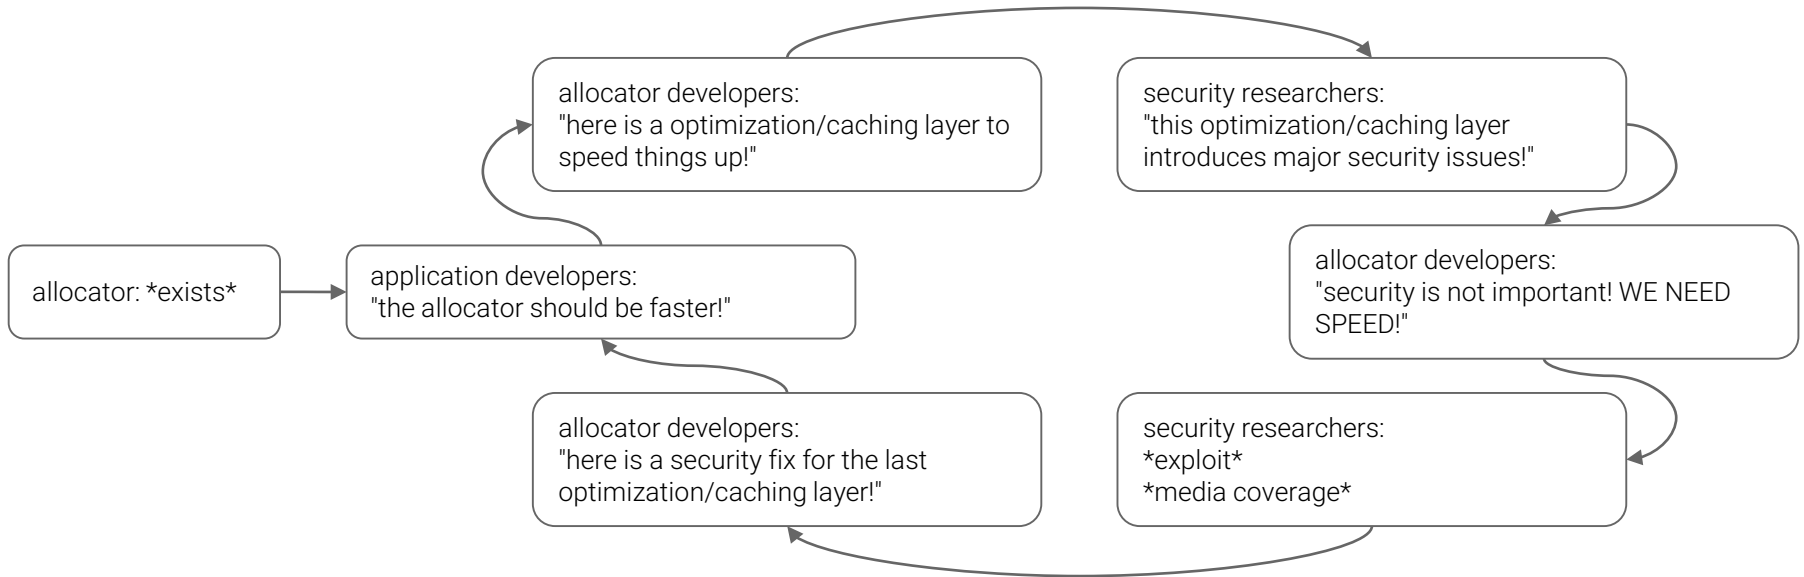 allocator: *exists*
application developers:
"the allocator should be faster!"
allocator developers:
"here is a optimization/caching layer to
speed things up!"
security researchers:
"this optimization/caching layer
introduces major security issues!"
allocator developers:
"security is not important! WE NEED
SPEED!"
security researchers:
*exploit*
*media coverage*
allocator developers:
"here is a security fix for the last
optimization/caching layer!"